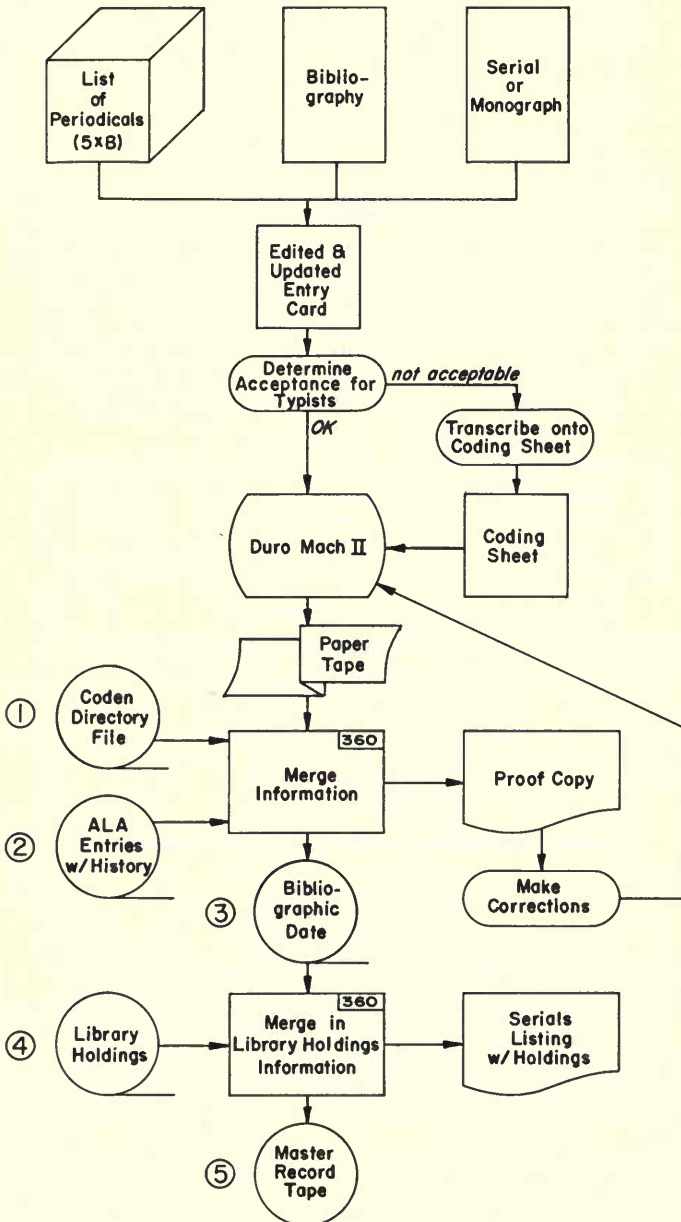 List
of
Periodicals
(5x8)
Biblio-
graphy
Serial
or
Monograph
Edited &
Updated
Entry
Card
Determine
Acceptance for
Typists
not acceptable
OK
Transcribe onto
Coding Sheet
Duro Mach II
Coding
Sheet
Paper
Tape
①
Coden
Directory
File
360
Merge
Information
Proof Copy
②
ALA
Entries
w/History
③
Biblio-
graphic
Date
Make
Corrections
④
Library
Holdings
360
Merge in
Library Holdings
Information
Serials
Listing
w/Holdings
⑤
Master
Record
Tape